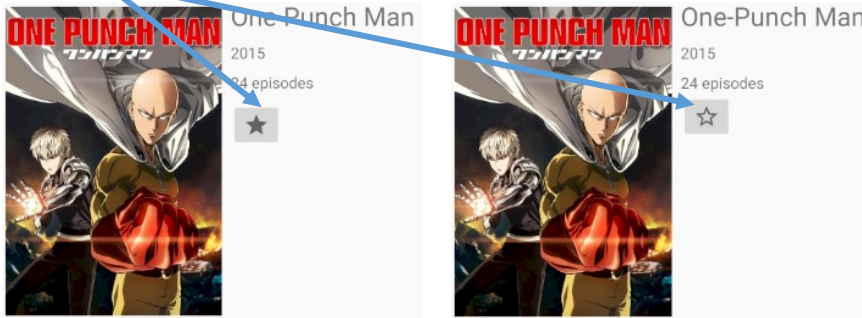 ONE PUNCH MAN
ワンパンマン
One-Punch Man
2015
24 episodes
ONE PUNCH MAN
ワンパンマン
One-Punch Man
2015
24 episodes